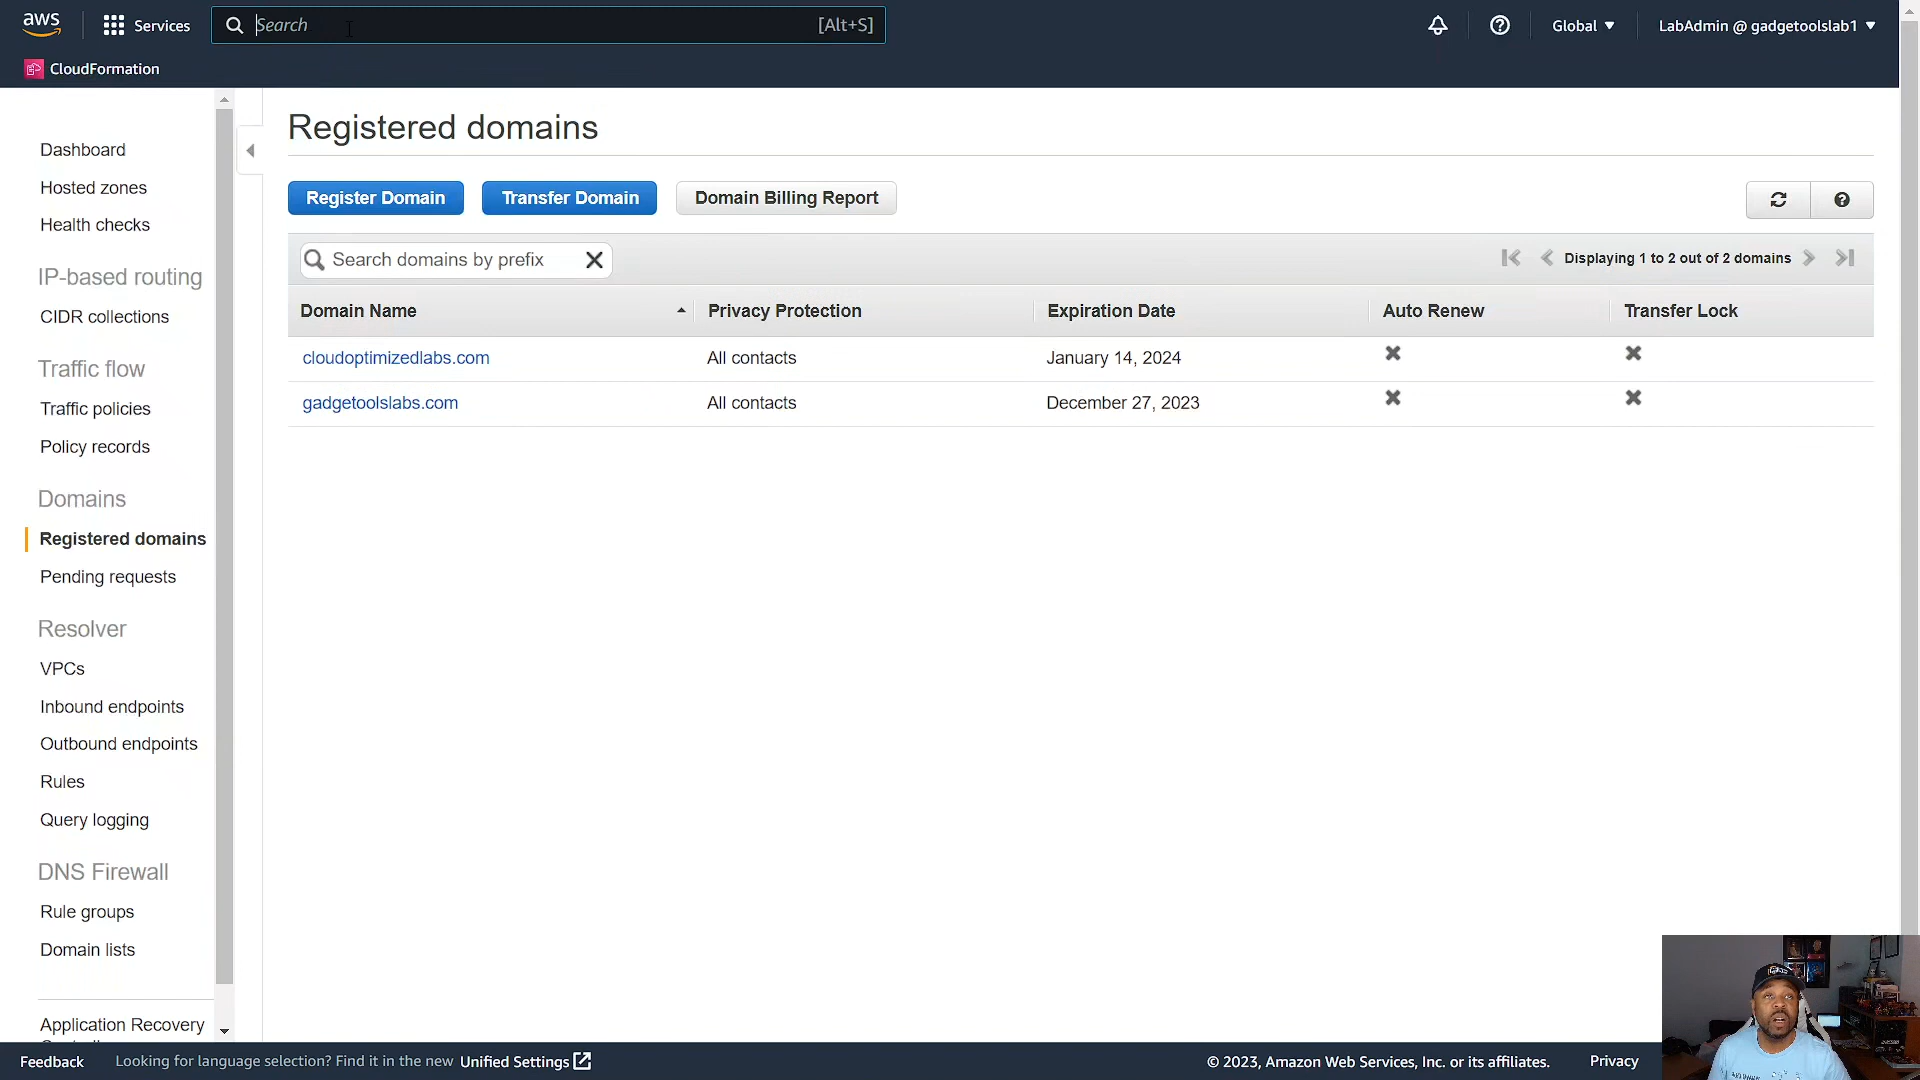 aws
Services
Search
[Alt+S]
Global
LabAdmin @ gadgetoolslab1
CloudFormation
Dashboard
Hosted zones
Health checks
IP-based routing
CIDR collections
Traffic flow
Traffic policies
Policy records
Domains
Registered domains
Pending requests
Resolver
VPCs
Inbound endpoints
Outbound endpoints
Rules
Query logging
DNS Firewall
Rule groups
Domain lists
Application Recovery
Registered domains
Register Domain
Transfer Domain
Domain Billing Report
Search domains by prefix
Displaying 1 to 2 out of 2 domains
Domain Name Privacy Protection Expiration Date Auto Renew Transfer Lock
cloudoptimizedlabs.com All contacts January 14, 2024
gadgetoolslabs.com All contacts December 27, 2023
Feedback
Looking for language selection? Find it in the new Unified Settings
© 2023, Amazon Web Services, Inc. or its affiliates.
Privacy